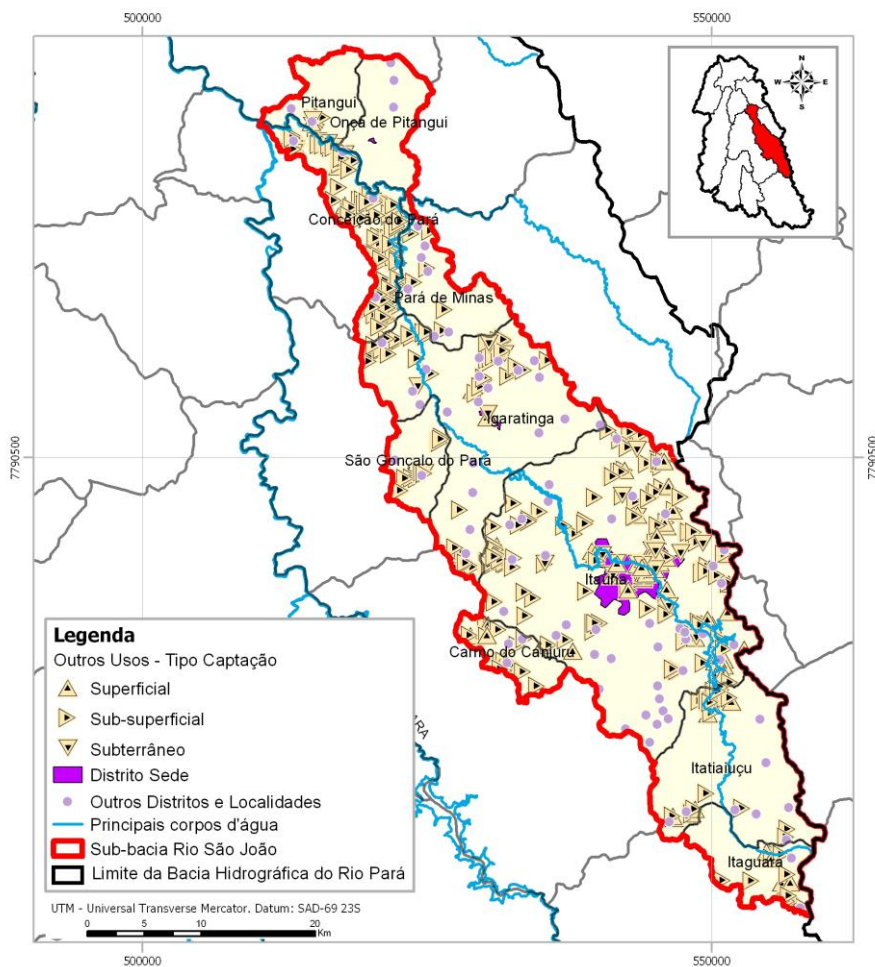 500000
550000
N
W
E
S
Pitangui
Onça de Pitangui
Conceição do Pará
Pará de Minas
Igaratinga
7790500
7790500
São Gonçalo do Pará
Itaúna
Carmo do Cajuru
Itatiaiuçu
Itaguara
Legenda
Outros Usos - Tipo Captação
Superficial
Sub-superficial
Subterrâneo
Distrito Sede
Outros Distritos e Localidades
Principais corpos d'água
Sub-bacia Rio São João
Limite da Bacia Hidrográfica do Rio Pará
UTM - Universal Transverse Mercator. Datum: SAD-69 23S
0 5 10 20
Km
500000
550000